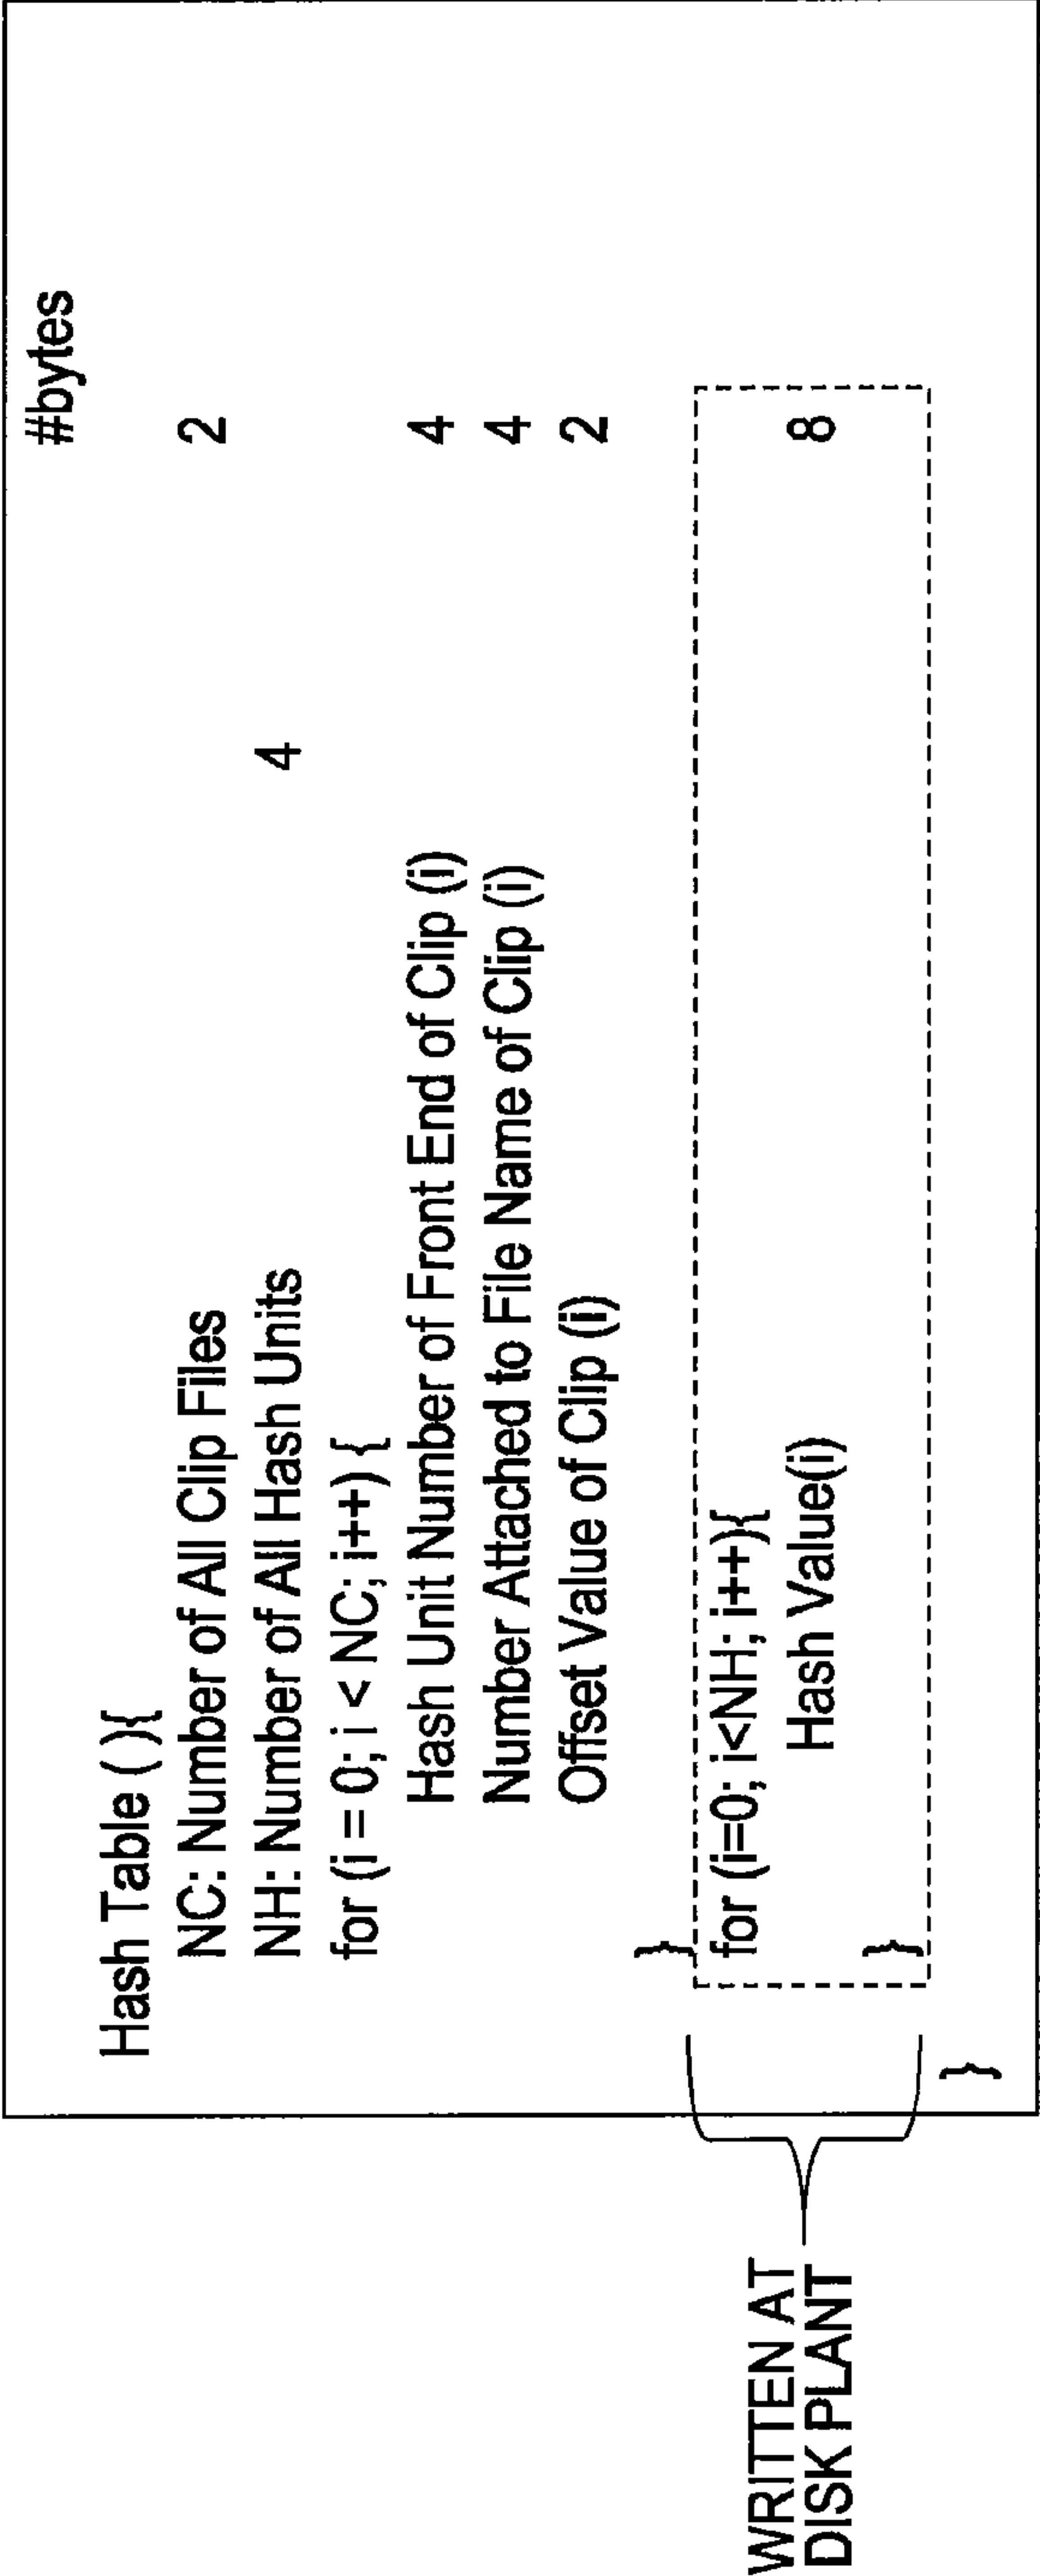 #bytes
Hash Table ( ){
NC: Number of All Clip Files 2
NH: Number of All Hash Units 4
for (i = 0; i < NC; i++) {
Hash Unit Number of Front End of Clip (i) 4
Number Attached to File Name of Clip (i) 4
Offset Value of Clip (i) 2
}
for (i=0; i<NH; i++){
Hash Value(i) 8
}
}
WRITTEN AT
DISK PLANT